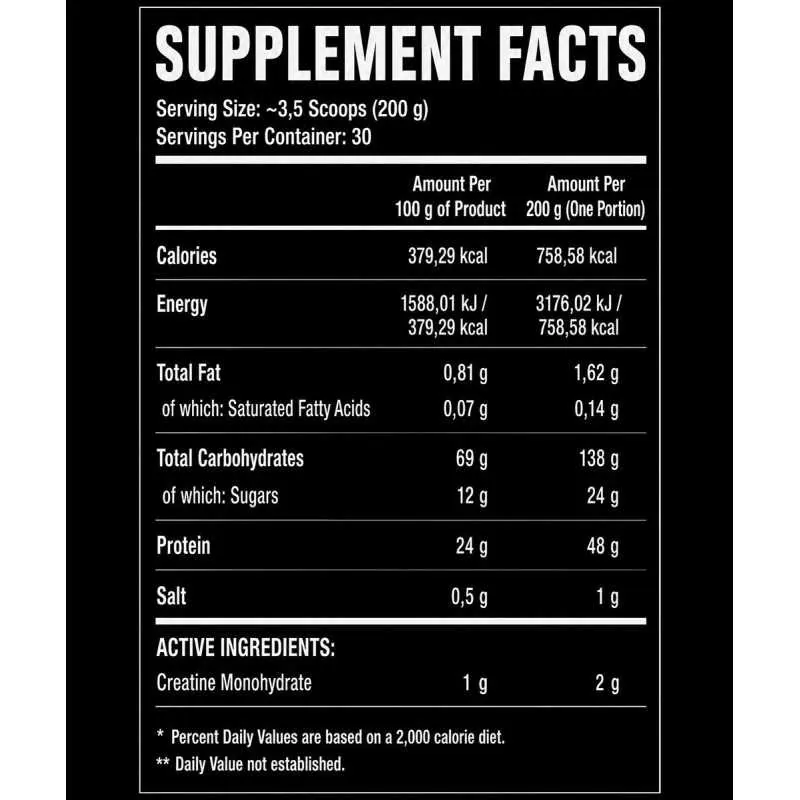 SUPPLEMENT FACTS
Serving Size: ~3,5 Scoops (200 g)
Servings Per Container: 30
Amount Per Amount Per
100 g of Product 200 g (One Portion)
Calories 379,29 kcal 758,58 kcal
Energy 1588,01 kJ / 3176,02 kJ /
379,29 kcal 758,58 kcal
Total Fat 0,81 g 1,62 g
of which: Saturated Fatty Acids 0,07 g 0,14 g
Total Carbohydrates 69 g 138 g
of which: Sugars 12 g 24 g
Protein 24 g 48 g
Salt 0,5 g 1 g
ACTIVE INGREDIENTS:
Creatine Monohydrate 1 g 2 g
* Percent Daily Values are based on a 2,000 calorie diet.
** Daily Value not established.